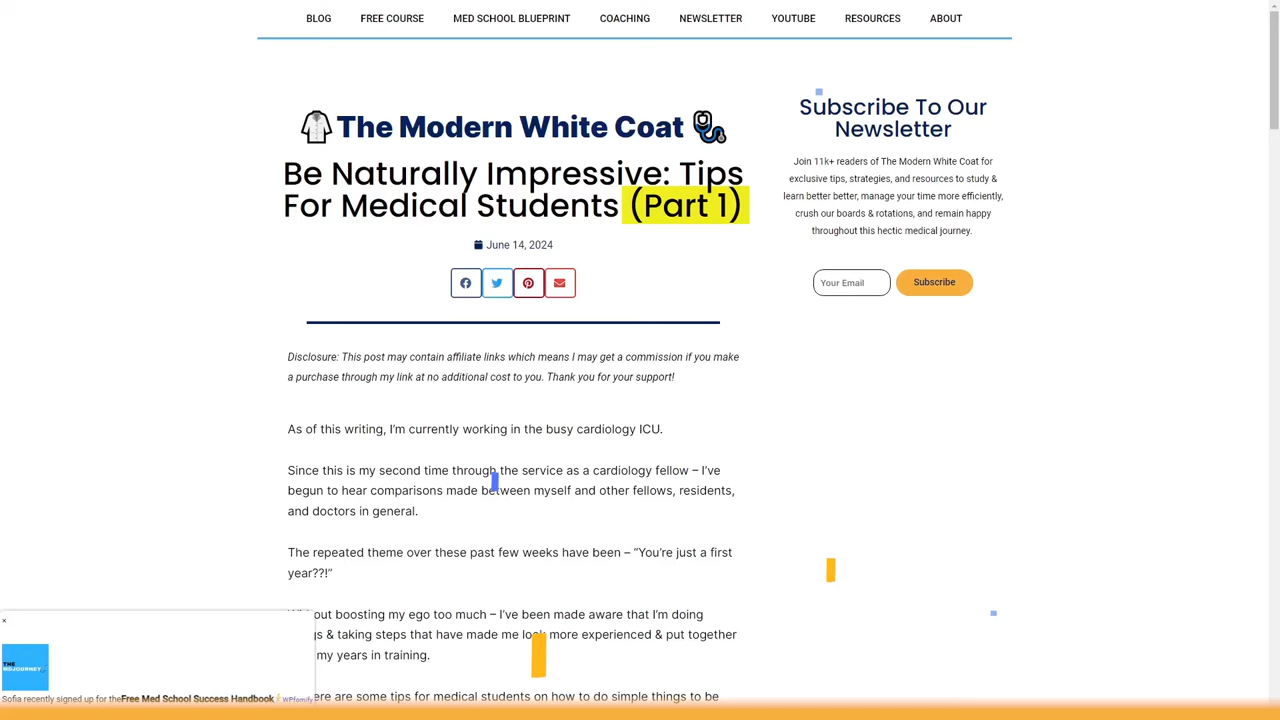 BLOG FREE COURSE MED SCHOOL BLUEPRINT COACHING NEWSLETTER YOUTUBE RESOURCES ABOUT
The Modern White Coat
Be Naturally Impressive: Tips
For Medical Students (Part 1)
June 14, 2024
Disclosure: This post may contain affiliate links which means I may get a commission if you make
a purchase through my link at no additional cost to you. Thank you for your support!
As of this writing, I'm currently working in the busy cardiology ICU.
Since this is my second time through the service as a cardiology fellow – I've
begun to hear comparisons made between myself and other fellows, residents,
and doctors in general.
The repeated theme over these past few weeks have been – "You're just a first
year??!"
out boosting my ego too much – I've been made aware that I'm doing
gs & taking steps that have made me look more experienced & put together
my years in training.
ere are some tips for medical students on how to do simple things to be
Subscribe To Our
Newsletter
Join 11k+ readers of The Modern White Coat for
exclusive tips, strategies, and resources to study &
learn better better, manage your time more efficiently,
crush our boards & rotations, and remain happy
throughout this hectic medical journey.
Your Email Subscribe
×
THE
MDJOURNEY
Sofia recently signed up for theFree Med School Success Handbook WPfomify